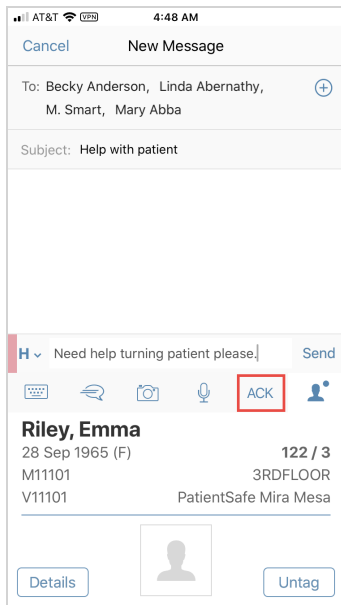 AT&T VPN 4:48 AM
Cancel New Message
To: Becky Anderson, Linda Abernathy,
M. Smart, Mary Abba
Subject: Help with patient
H Need help turning patient please. Send
ACK
Riley, Emma
28 Sep 1965 (F) 122 / 3
M11101 3RDFLOOR
V11101 PatientSafe Mira Mesa
Details Untag